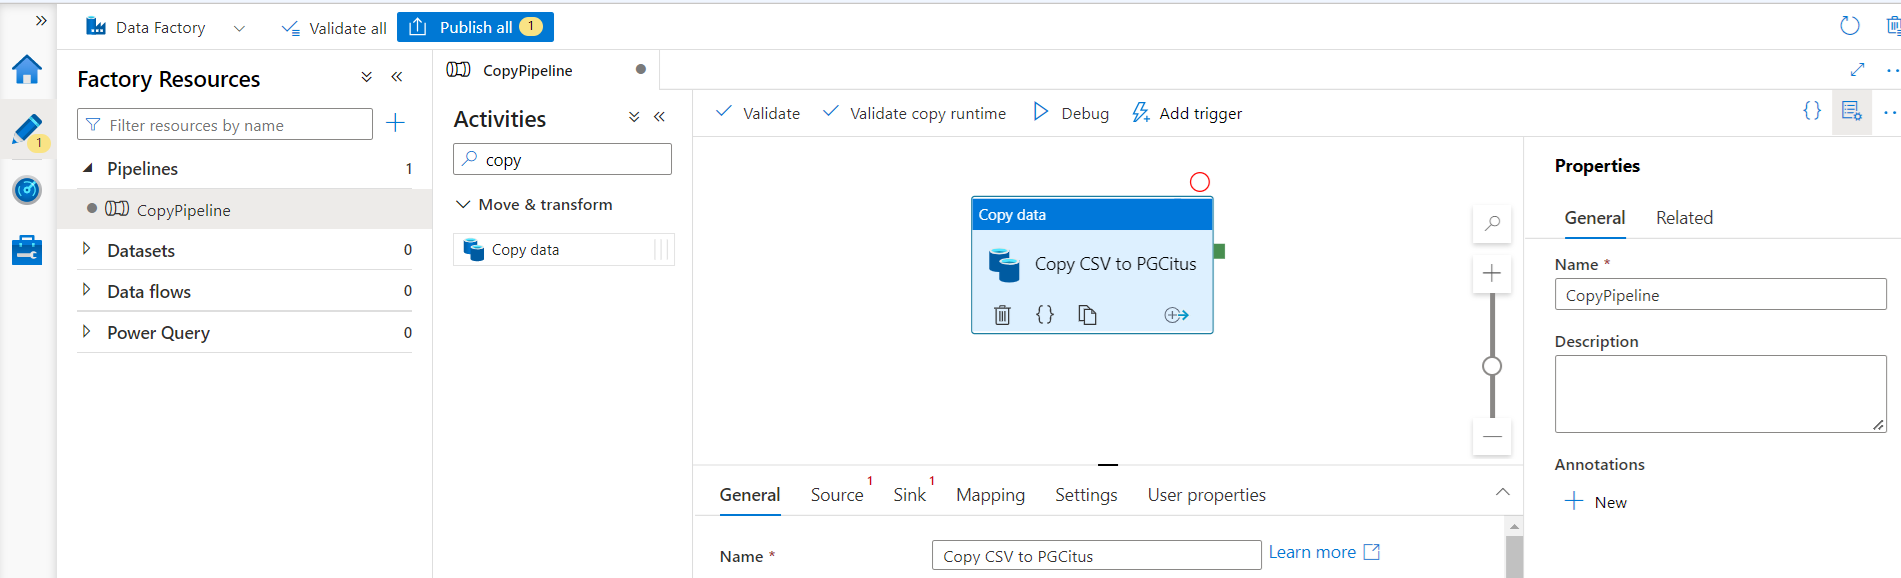 Data Factory
Validate all
Publish all 1
Factory Resources
CopyPipeline
Filter resources by name
1
Pipelines 1
CopyPipeline
Datasets 0
Data flows 0
Power Query 0
Activities
copy
Move & transform
Copy data
Validate
Validate copy runtime
Debug
Add trigger
{}
Copy data
Copy CSV to PGCitus
{}
General
Source 1
Sink 1
Mapping
Settings
User properties
Name *
Copy CSV to PGCitus
Learn more
Properties
General
Related
Name *
CopyPipeline
Description
Annotations
New